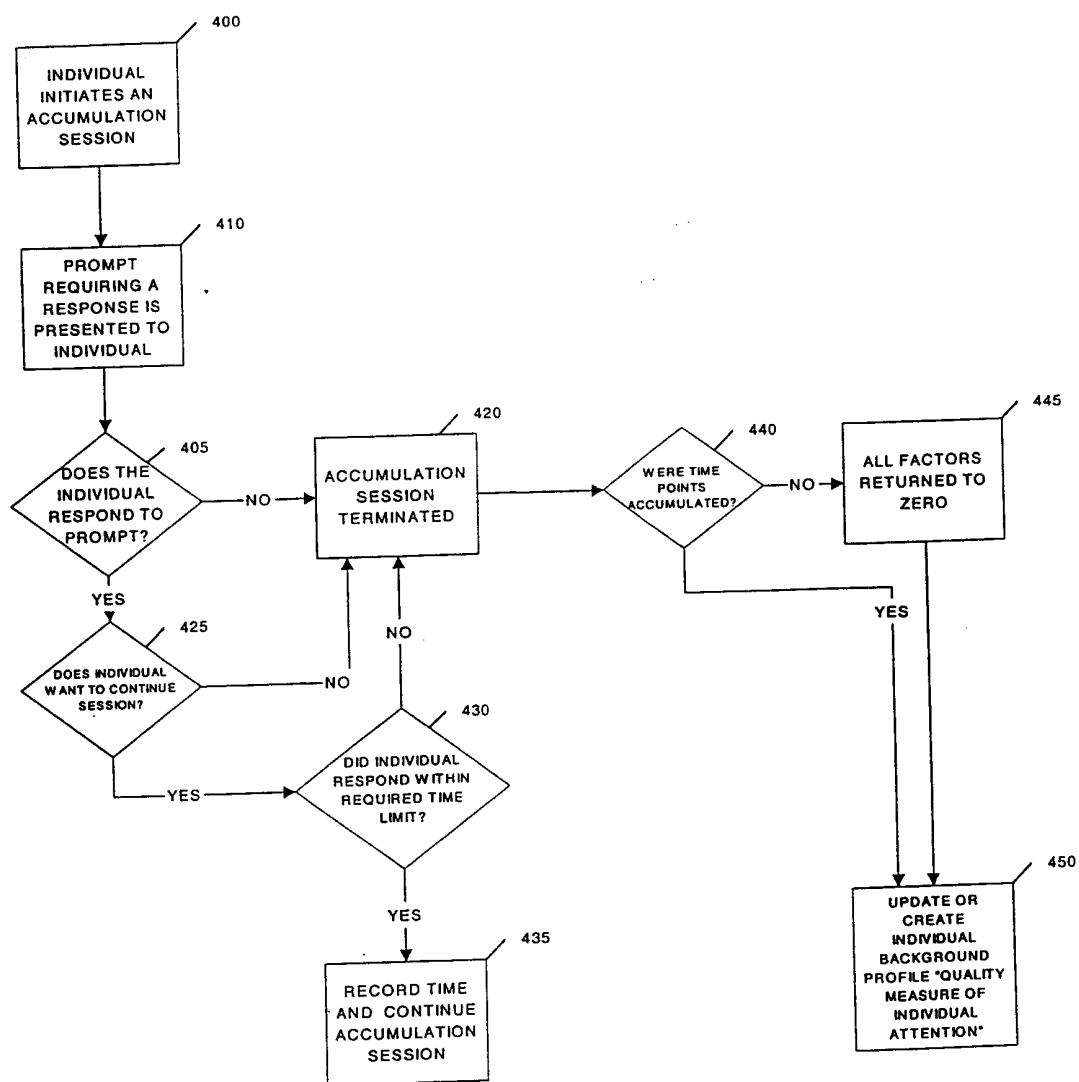 400
INDIVIDUAL
INITIATES AN
ACCUMULATION
SESSION
410
PROMPT
REQUIRING A
RESPONSE IS
PRESENTED TO
INDIVIDUAL
405
DOES THE
INDIVIDUAL
RESPOND TO
PROMPT?
NO
YES
420
ACCUMULATION
SESSION
TERMINATED
440
WERE TIME
POINTS
ACCUMULATED?
NO
YES
445
ALL FACTORS
RETURNED TO
ZERO
425
DOES INDIVIDUAL
WANT TO CONTINUE
SESSION?
NO
YES
NO
430
DID INDIVIDUAL
RESPOND WITHIN
REQUIRED TIME
LIMIT?
YES
435
RECORD TIME
AND CONTINUE
ACCUMULATION
SESSION
450
UPDATE OR
CREATE
INDIVIDUAL
BACKGROUND
PROFILE "QUALITY
MEASURE OF
INDIVIDUAL
ATTENTION"